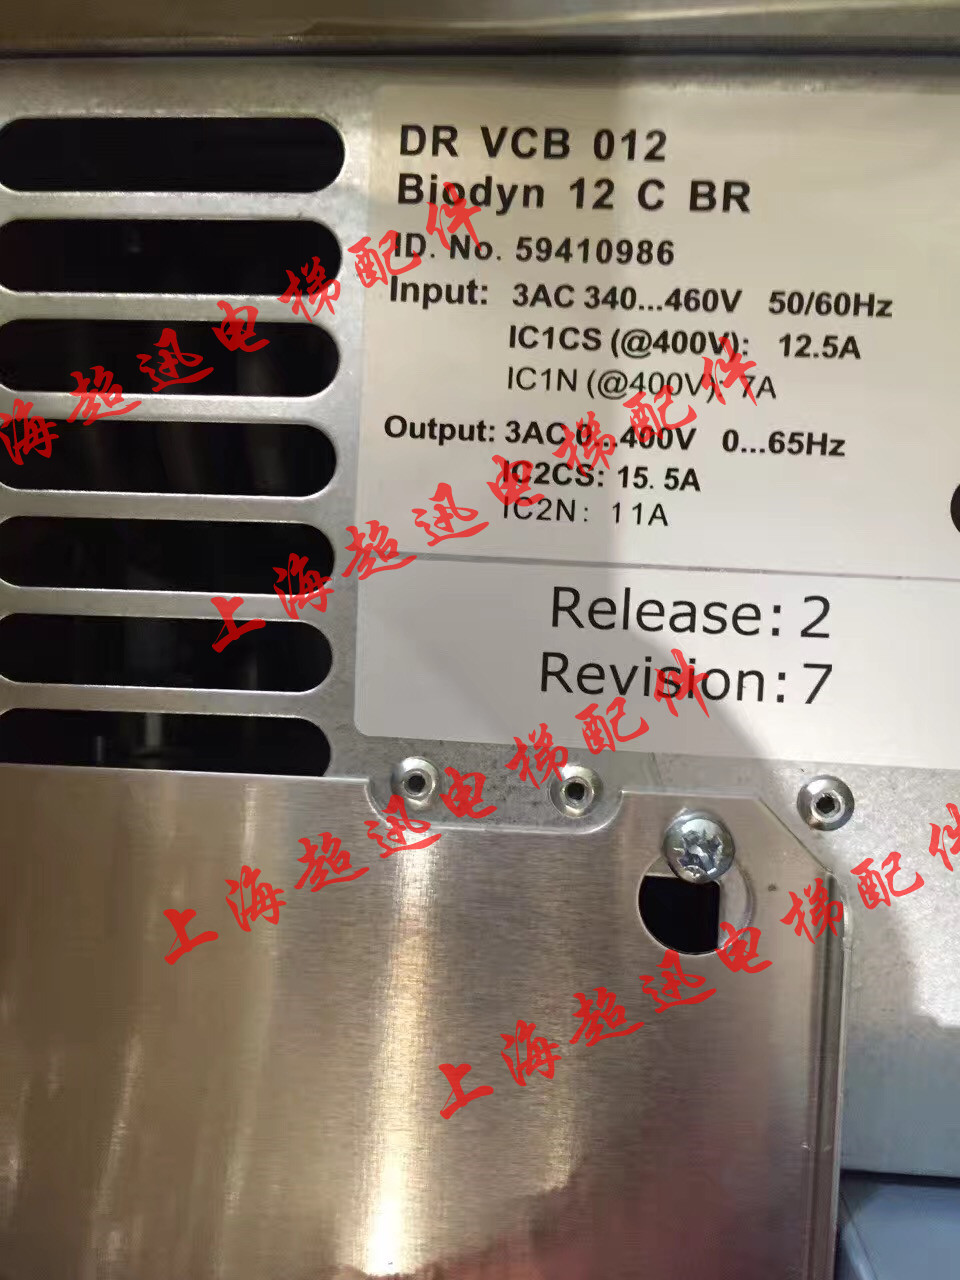 DR VCB 012
Biodyn 12 C BR
ID. No. 59410986
Input: 3AC 340...460V 50/60Hz
IC1CS (@400V): 12.5A
IC1N (@400V): 7A
Output: 3AC 0...400V 0...65Hz
IC2CS: 15.5A
IC2N: 11A
Release: 2
Revision: 7
上海超迅电梯配件
上海超迅电梯配件
上海超迅电梯配件
上海超迅电梯配件